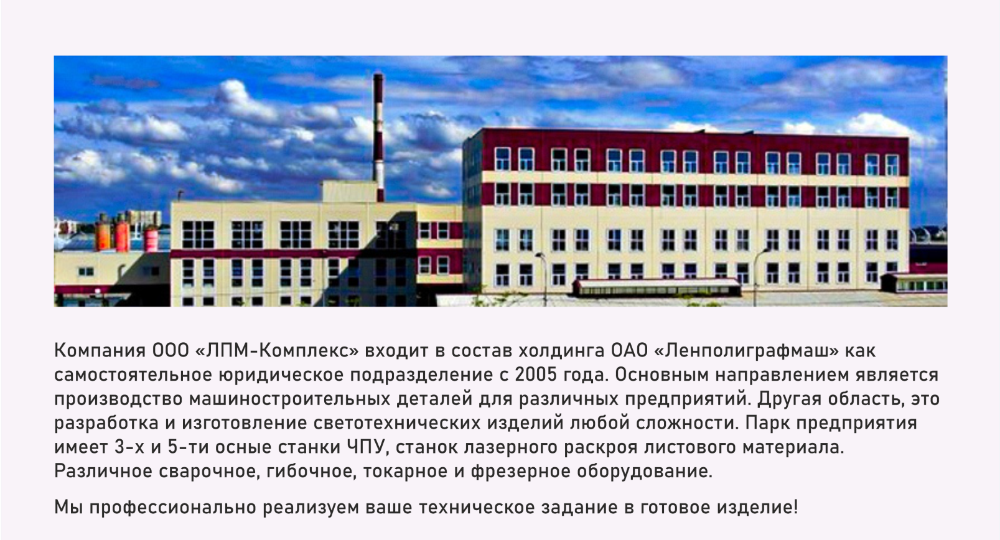 Компания ООО «ЛПМ-Комплекс» входит в состав холдинга ОАО «Ленполиграфмаш» как
самостоятельное юридическое подразделение с 2005 года. Основным направлением является
производство машиностроительных деталей для различных предприятий. Другая область, это
разработка и изготовление светотехнических изделий любой сложности. Парк предприятия
имеет 3-х и 5-ти осные станки ЧПУ, станок лазерного раскроя листового материала.
Различное сварочное, гибочное, токарное и фрезерное оборудование.
Мы профессионально реализуем ваше техническое задание в готовое изделие!